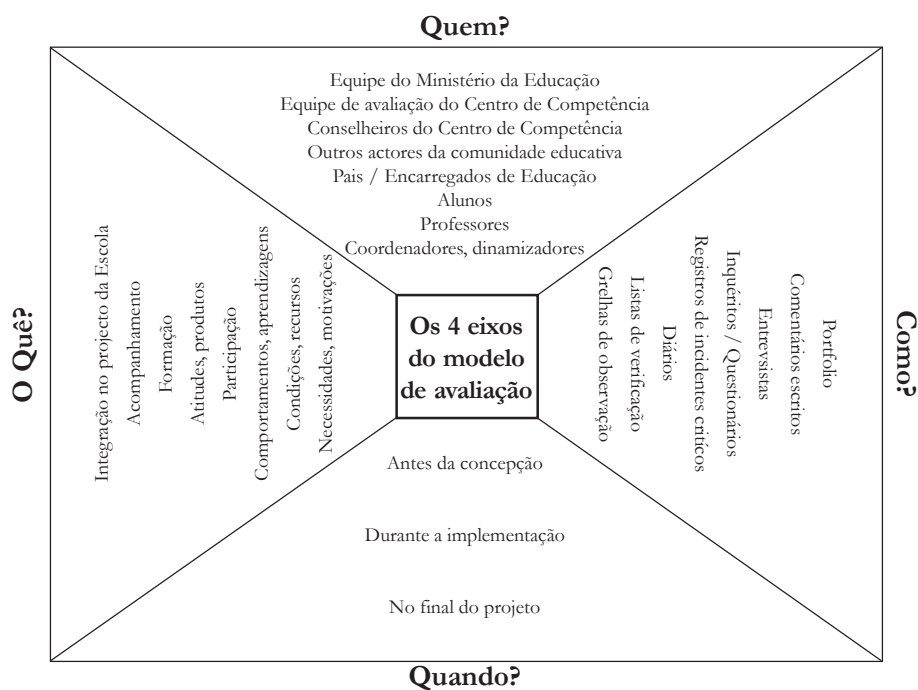 Quem?
Equipe do Ministério da Educação
Equipe de avaliação do Centro de Competência
Conselheiros do Centro de Competência
Outros actores da comunidade educativa
Pais / Encarregados de Educação
Alunos
Professores
Coordenadores, dinamizadores
O Quê?
Integração no projecto da Escola
Acompanhamento
Formação
Atitudes, produtos
Participação
Comportamentos, aprendizagens
Condições, recursos
Necessidades, motivações
Os 4 eixos
do modelo
de avaliação
Grelhas de observação
Listas de verificação
Diários
Registros de incidentes critícos
Inquéritos / Questionários
Entrevsistas
Comentários escritos
Portfolio
Como?
Antes da concepção
Durante a implementação
No final do projeto
Quando?